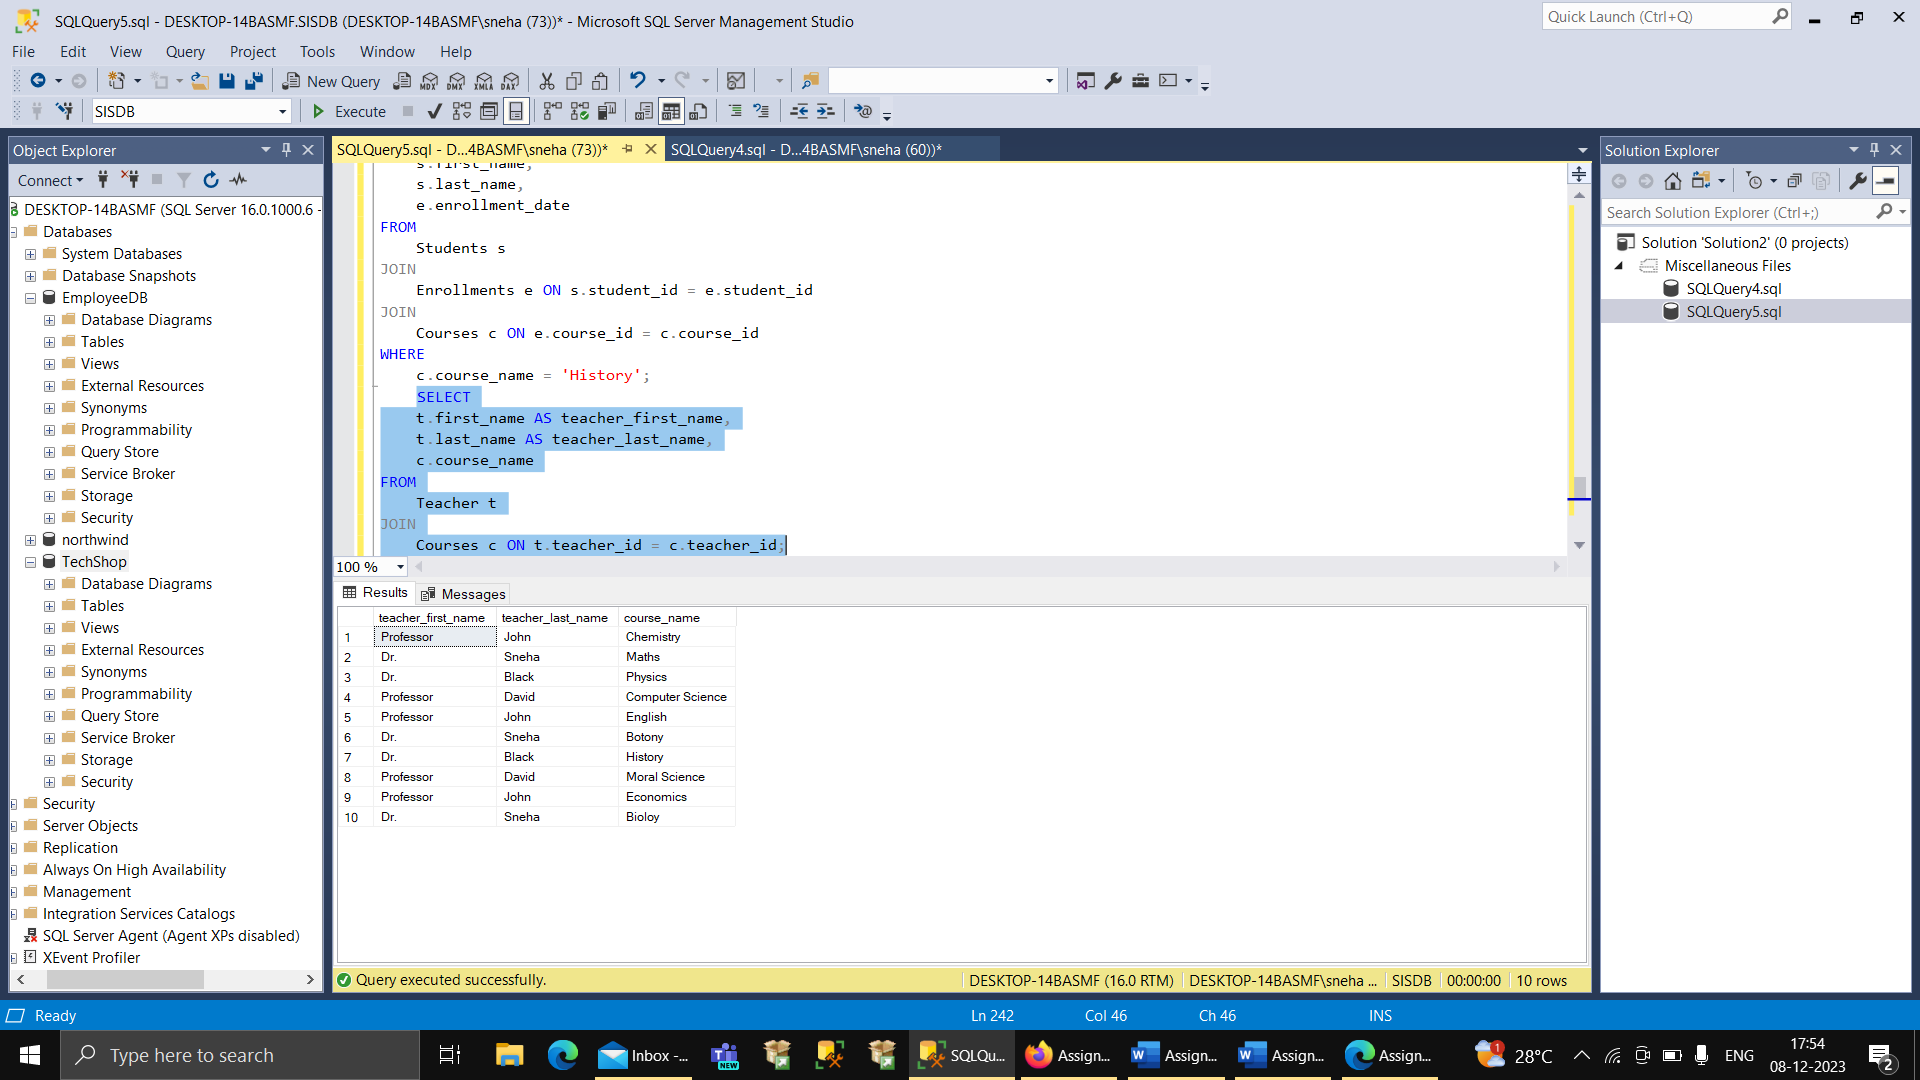 SQLQuery5.sql - DESKTOP-14BASMF.SISDB (DESKTOP-14BASMF\sneha (73))* - Microsoft SQL Server Management Studio
Quick Launch (Ctrl+Q)
File Edit View Query Project Tools Window Help
New Query
MDX DMX XMLA DAX
SISDB
Execute
Object Explorer
Connect
DESKTOP-14BASMF (SQL Server 16.0.1000.6 -
Databases
System Databases
Database Snapshots
EmployeeDB
Database Diagrams
Tables
Views
External Resources
Synonyms
Programmability
Query Store
Service Broker
Storage
Security
northwind
TechShop
Database Diagrams
Tables
Views
External Resources
Synonyms
Programmability
Query Store
Service Broker
Storage
Security
Security
Server Objects
Replication
Always On High Availability
Management
Integration Services Catalogs
SQL Server Agent (Agent XPs disabled)
XEvent Profiler
SQLQuery5.sql - D...4BASMF\sneha (73))*
SQLQuery4.sql - D...4BASMF\sneha (60))*
s.first_name,
s.last_name,
e.enrollment_date
FROM
Students s
JOIN
Enrollments e ON s.student_id = e.student_id
JOIN
Courses c ON e.course_id = c.course_id
WHERE
c.course_name = 'History';
SELECT
t.first_name AS teacher_first_name,
t.last_name AS teacher_last_name,
c.course_name
FROM
Teacher t
JOIN
Courses c ON t.teacher_id = c.teacher_id;
100 %
Results Messages
teacher_first_name teacher_last_name course_name
1 Professor John Chemistry
2 Dr. Sneha Maths
3 Dr. Black Physics
4 Professor David Computer Science
5 Professor John English
6 Dr. Sneha Botony
7 Dr. Black History
8 Professor David Moral Science
9 Professor John Economics
10 Dr. Sneha Bioloy
Query executed successfully.
DESKTOP-14BASMF (16.0 RTM) DESKTOP-14BASMF\sneha ... SISDB 00:00:00 10 rows
Solution Explorer
Search Solution Explorer (Ctrl+;)
Solution 'Solution2' (0 projects)
Miscellaneous Files
SQLQuery4.sql
SQLQuery5.sql
Ready
Ln 242 Col 46 Ch 46 INS
Type here to search
Inbox -...
NEW
SQLQu...
Assign...
Assign...
Assign...
Assign...
1
28°C
ENG
17:54
08-12-2023
2